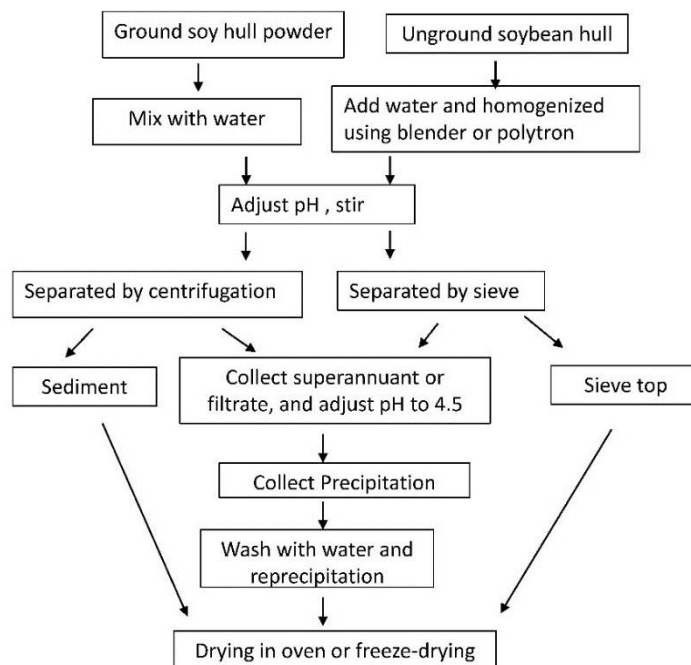 Ground soy hull powder
Unground soybean hull
Mix with water
Add water and homogenized
using blender or polytron
Adjust pH , stir
Separated by centrifugation
Separated by sieve
Sediment
Collect superannuant or
filtrate, and adjust pH to 4.5
Sieve top
Collect Precipitation
Wash with water and
reprecipitation
Drying in oven or freeze-drying